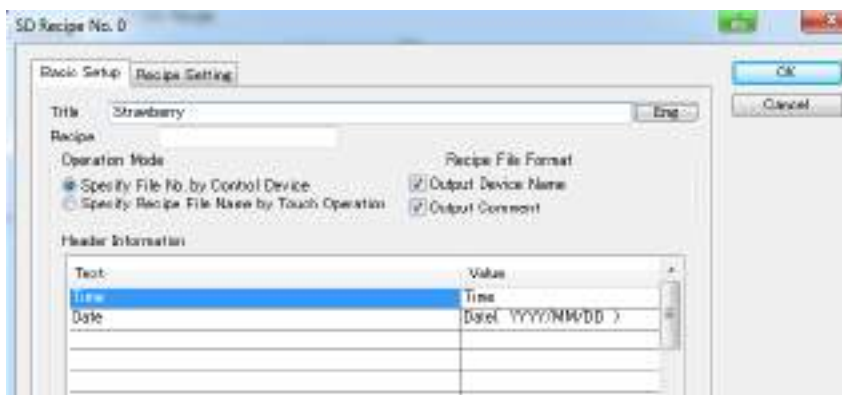 SD Recipe No. 0
Basic Setup Recipe Setting
OK
Title Strawberry Eng
Cancel
Recipe
Operation Mode Recipe File Format
Specify File No. by Control Device Output Device Name
Specify Recipe File Name by Touch Operation Output Comment
Header Information
Text Value
Time Time
Date Date( YYYY/MM/DD )